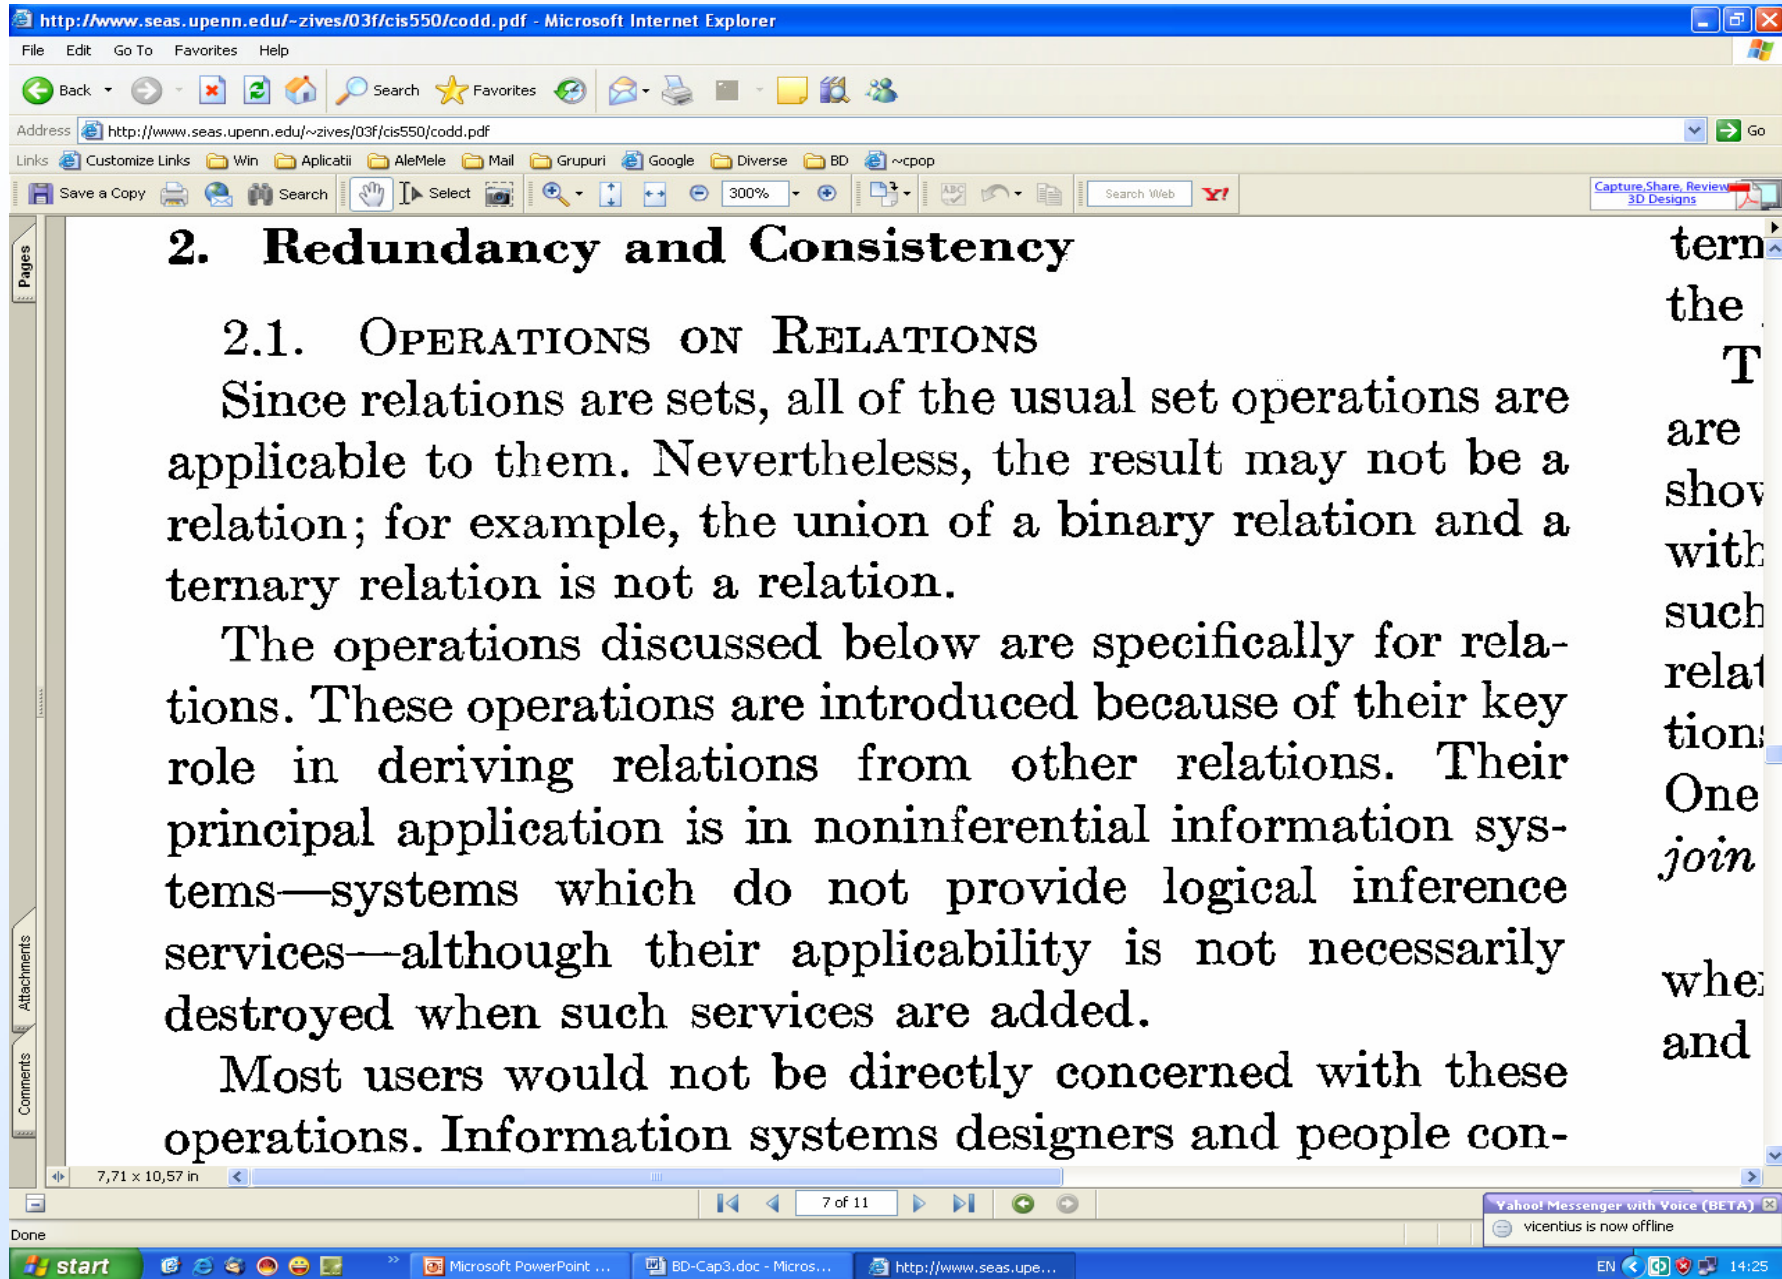 http://www.seas.upenn.edu/~zives/03f/cis550/codd.pdf - Microsoft Internet Explorer
File Edit Go To Favorites Help
Back Search Favorites
Address http://www.seas.upenn.edu/~zives/03f/cis550/codd.pdf Go
Links Customize Links Win Aplicatii AleMele Mail Grupuri Google Diverse BD ~cpop
Save a Copy Search Select 300% Search Web Y! Capture,Share, Review
3D Designs
Pages
2. Redundancy and Consistency
2.1. OPERATIONS ON RELATIONS
Since relations are sets, all of the usual set operations are
applicable to them. Nevertheless, the result may not be a
relation; for example, the union of a binary relation and a
ternary relation is not a relation.
The operations discussed below are specifically for rela-
tions. These operations are introduced because of their key
role in deriving relations from other relations. Their
principal application is in noninferential information sys-
tems—systems which do not provide logical inference
services—although their applicability is not necessarily
destroyed when such services are added.
Most users would not be directly concerned with these
operations. Information systems designers and people con-
tern
the
T
are
with
such
One
join
and
Attachments
Comments
7,71 x 10,57 in
7 of 11
Yahoo! Messenger with Voice (BETA)
vicentius is now offline
Done
start Microsoft PowerPoint ... BD-Cap3.doc - Micros... http://www.seas.upe... EN 14:25